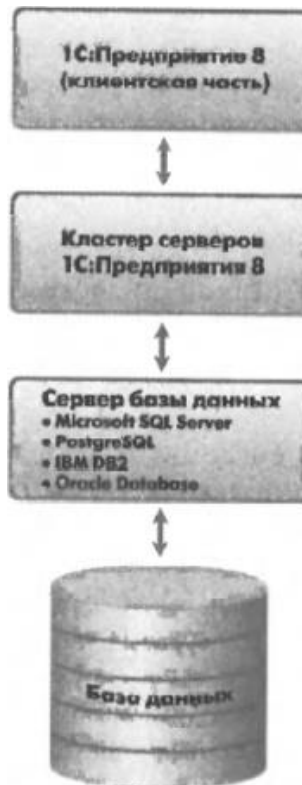 1С:Предприятие 8
(клиентская часть)
Кластер серверов
1С:Предприятия 8
Сервер базы данных
• Microsoft SQL Server
• PostgreSQL
• IBM DB2
• Oracle Database
База данных